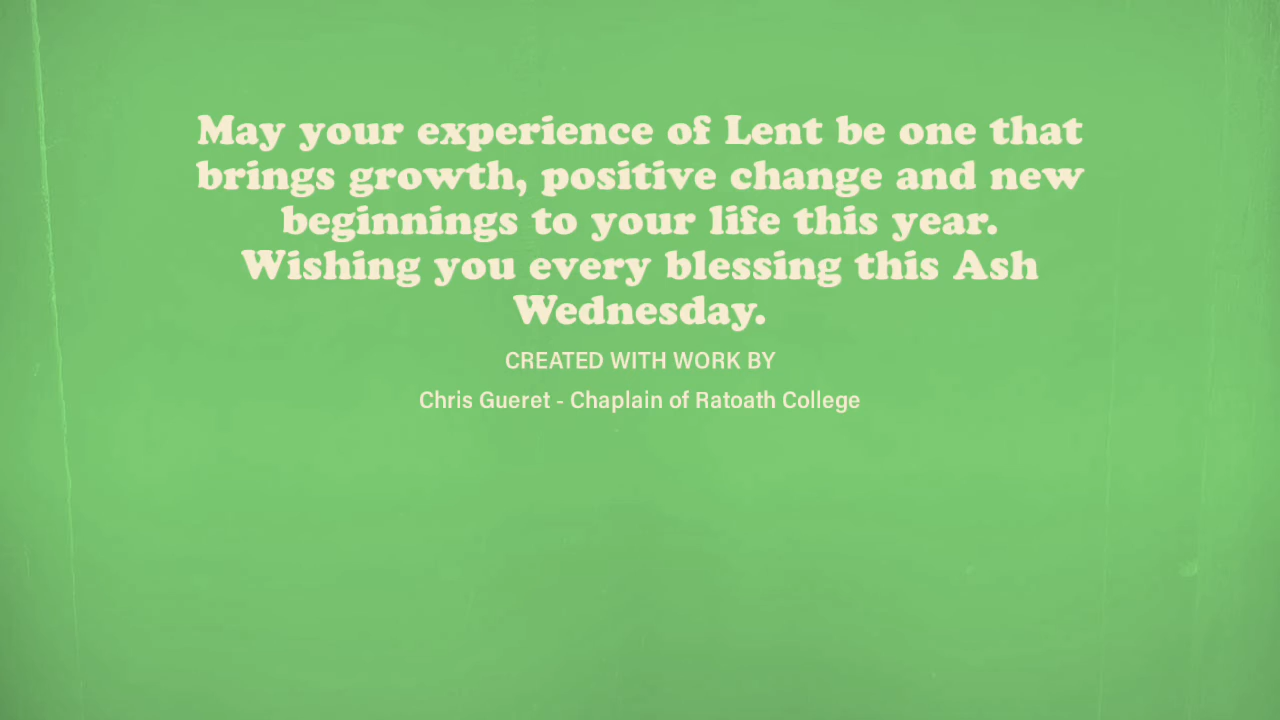 May your experience of Lent be one that
brings growth, positive change and new
beginnings to your life this year.
Wishing you every blessing this Ash
Wednesday.
CREATED WITH WORK BY
Chris Gueret - Chaplain of Ratoath College